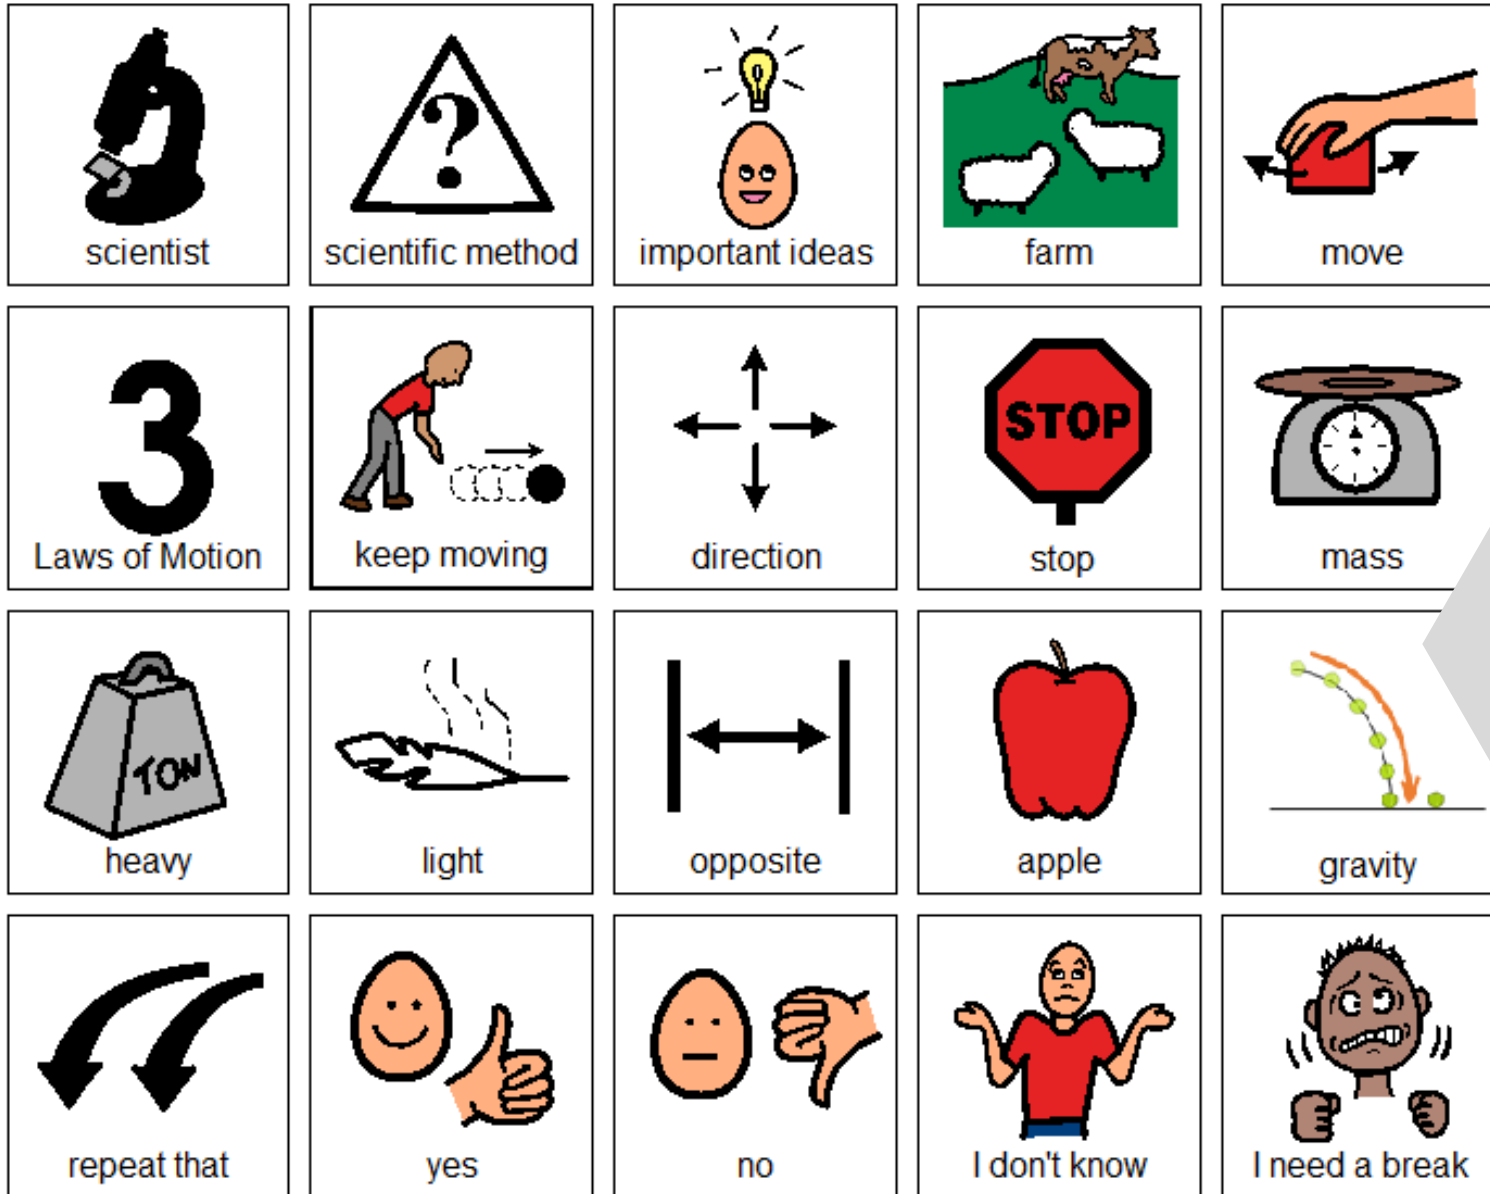 ?
scientist
scientific method
important ideas
farm
move
3
Laws of Motion
keep moving
direction
STOP
stop
mass
TON
heavy
light
opposite
apple
gravity
repeat that
yes
no
I don't know
I need a break